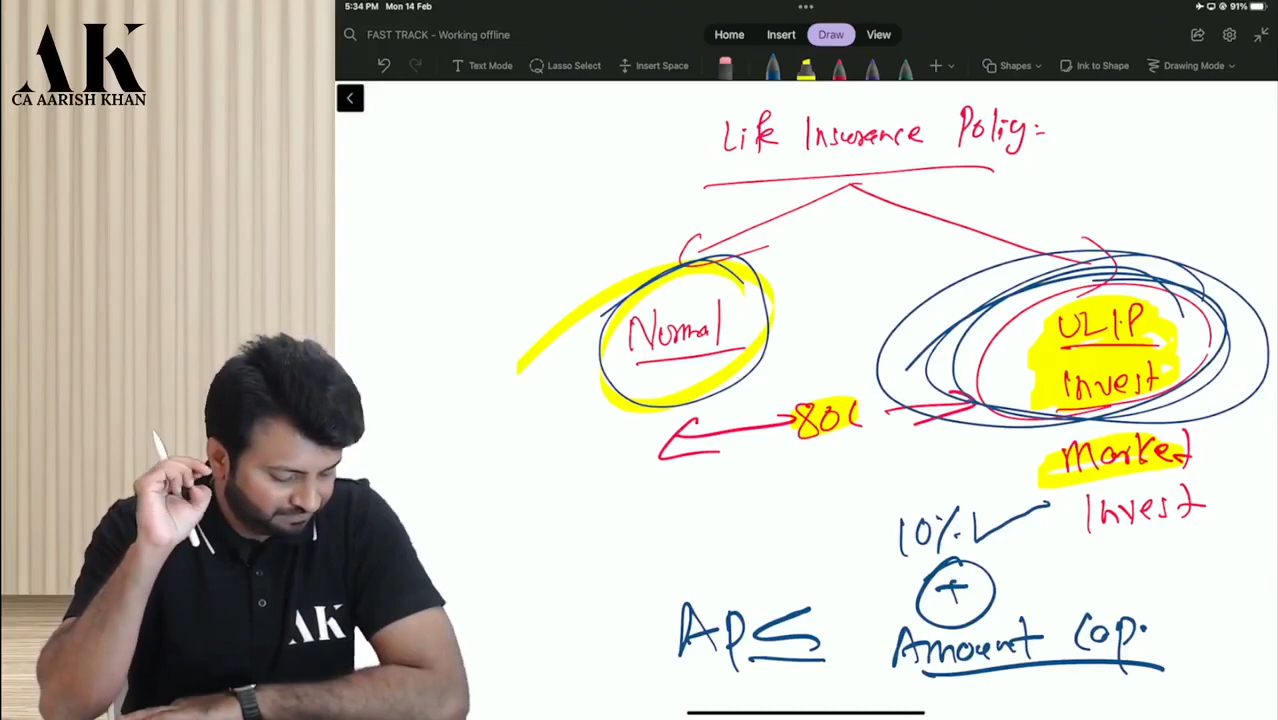 5:34 PM Mon 14 Feb
91%
AK
CA AARISH KHAN
FAST TRACK - Working offline
Home Insert Draw View
Text Mode Lasso Select Insert Space Shapes Ink to Shape Drawing Mode
Life Insurance Policy:-
Normal
ULIP
Invest
80C
Market
Invest
10%. ✓
+
AP ≤ Amount Cap.
AK